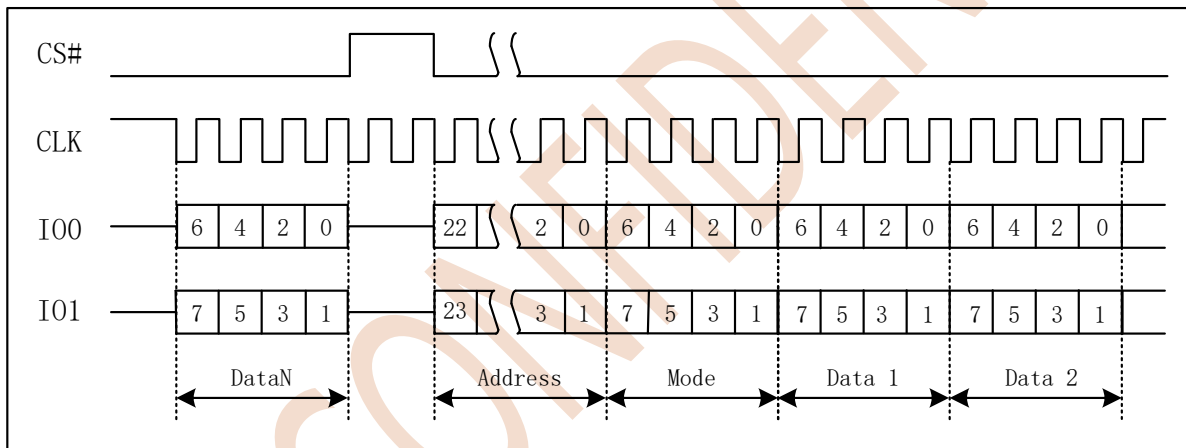 CS#
CLK
IO0 6 4 2 0 22 2 0 6 4 2 0 6 4 2 0 6 4 2 0
IO1 7 5 3 1 23 3 1 7 5 3 1 7 5 3 1 7 5 3 1
DataN Address Mode Data 1 Data 2
CONFIDEN